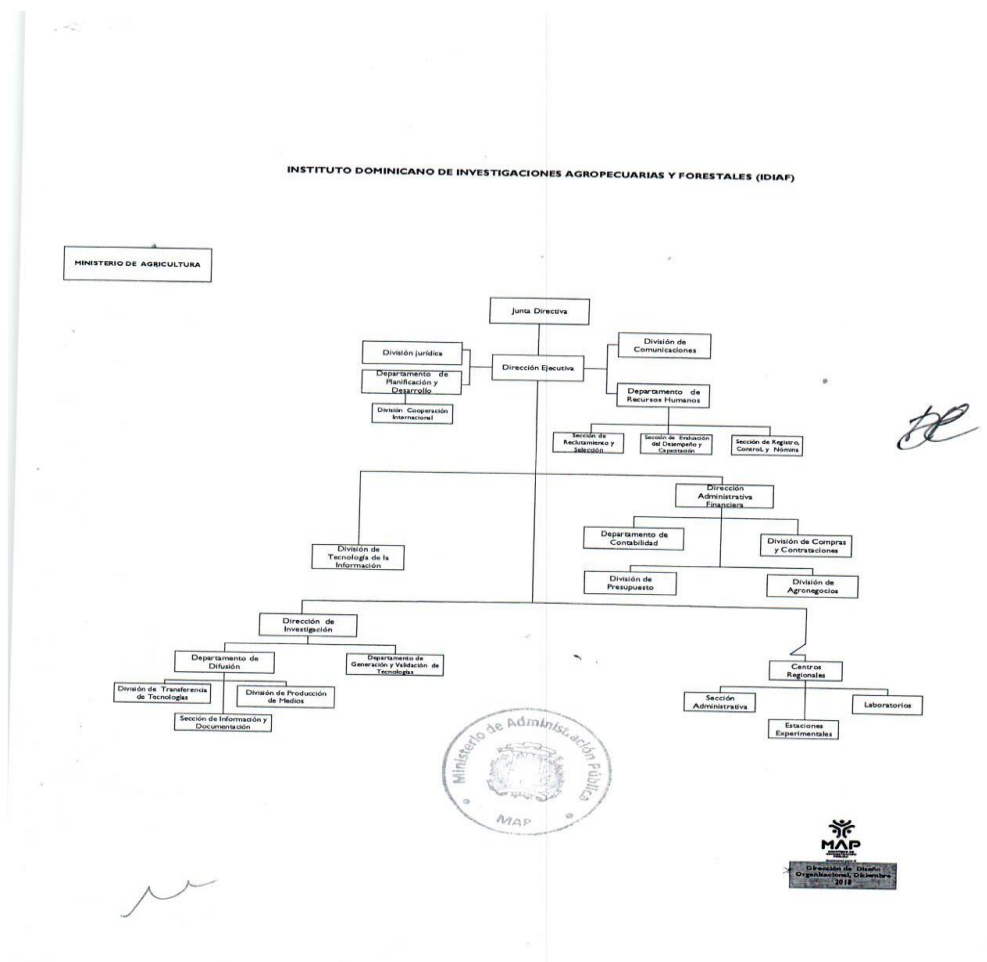 INSTITUTO DOMINICANO DE INVESTIGACIONES AGROPECUARIAS Y FORESTALES (IDIAF)
MINISTERIO DE AGRICULTURA
Junta Directiva
División Jurídica
Dirección Ejecutiva
División de
Comunicaciones
Departamento de
Planificación y
Desarrollo
Departamento de
Recursos Humanos
División Cooperación
Internacional
Sección de
Reclutamiento y
Selección
Sección de Evaluación
del Desempeño y
Capacitación
Sección de Registro,
Control, y Nómina
Dirección
Administrativa
Financiera
Departamento de
Contabilidad
División de Compras
y Contrataciones
División de
Tecnología de la
Información
División de
Presupuesto
División de
Agronegocios
Dirección de
Investigación
Departamento de
Difusión
Departamento de
Generación y Validación de
Tecnologías
Centros
Regionales
División de Transferencia
de Tecnologías
División de Producción
de Medios
Sección de Información y
Documentación
Sección
Administrativa
Laboratorios
Estaciones
Experimentales
Ministerio de Administración Pública
MAP
MAP
MINISTERIO DE
ADMINISTRACIÓN
PÚBLICA
Dirección de Diseño
Organizacional, Diciembre
2018